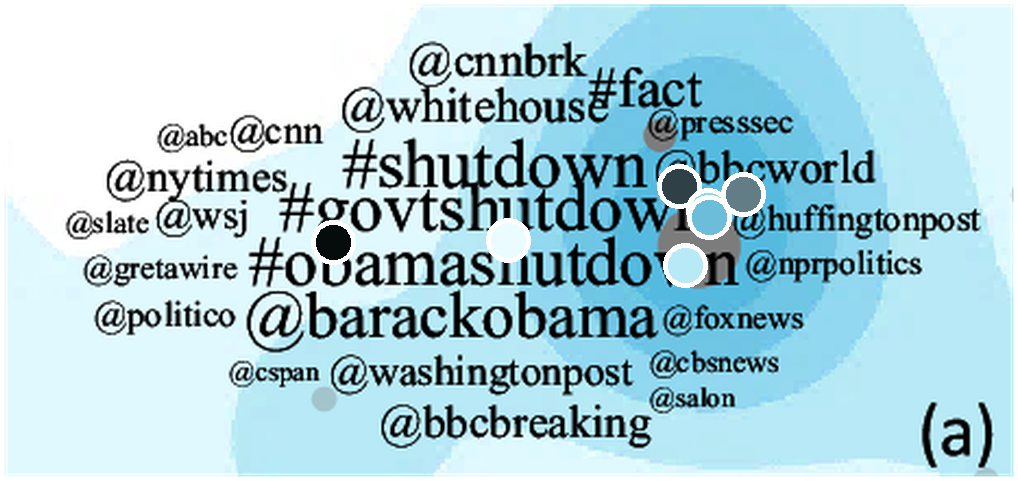 @cnnbrk
@whitehouse #fact
@abc @cnn @presssec
#shutdown @bbcworld
@nytimes
@slate @wsj #govtshutdown @huffingtonpost
@gretawire #obamashutdown @nprpolitics
@politico @barackobama @foxnews
@cspan @washingtonpost @cbsnews
@salon
@bbcbreaking
(a)